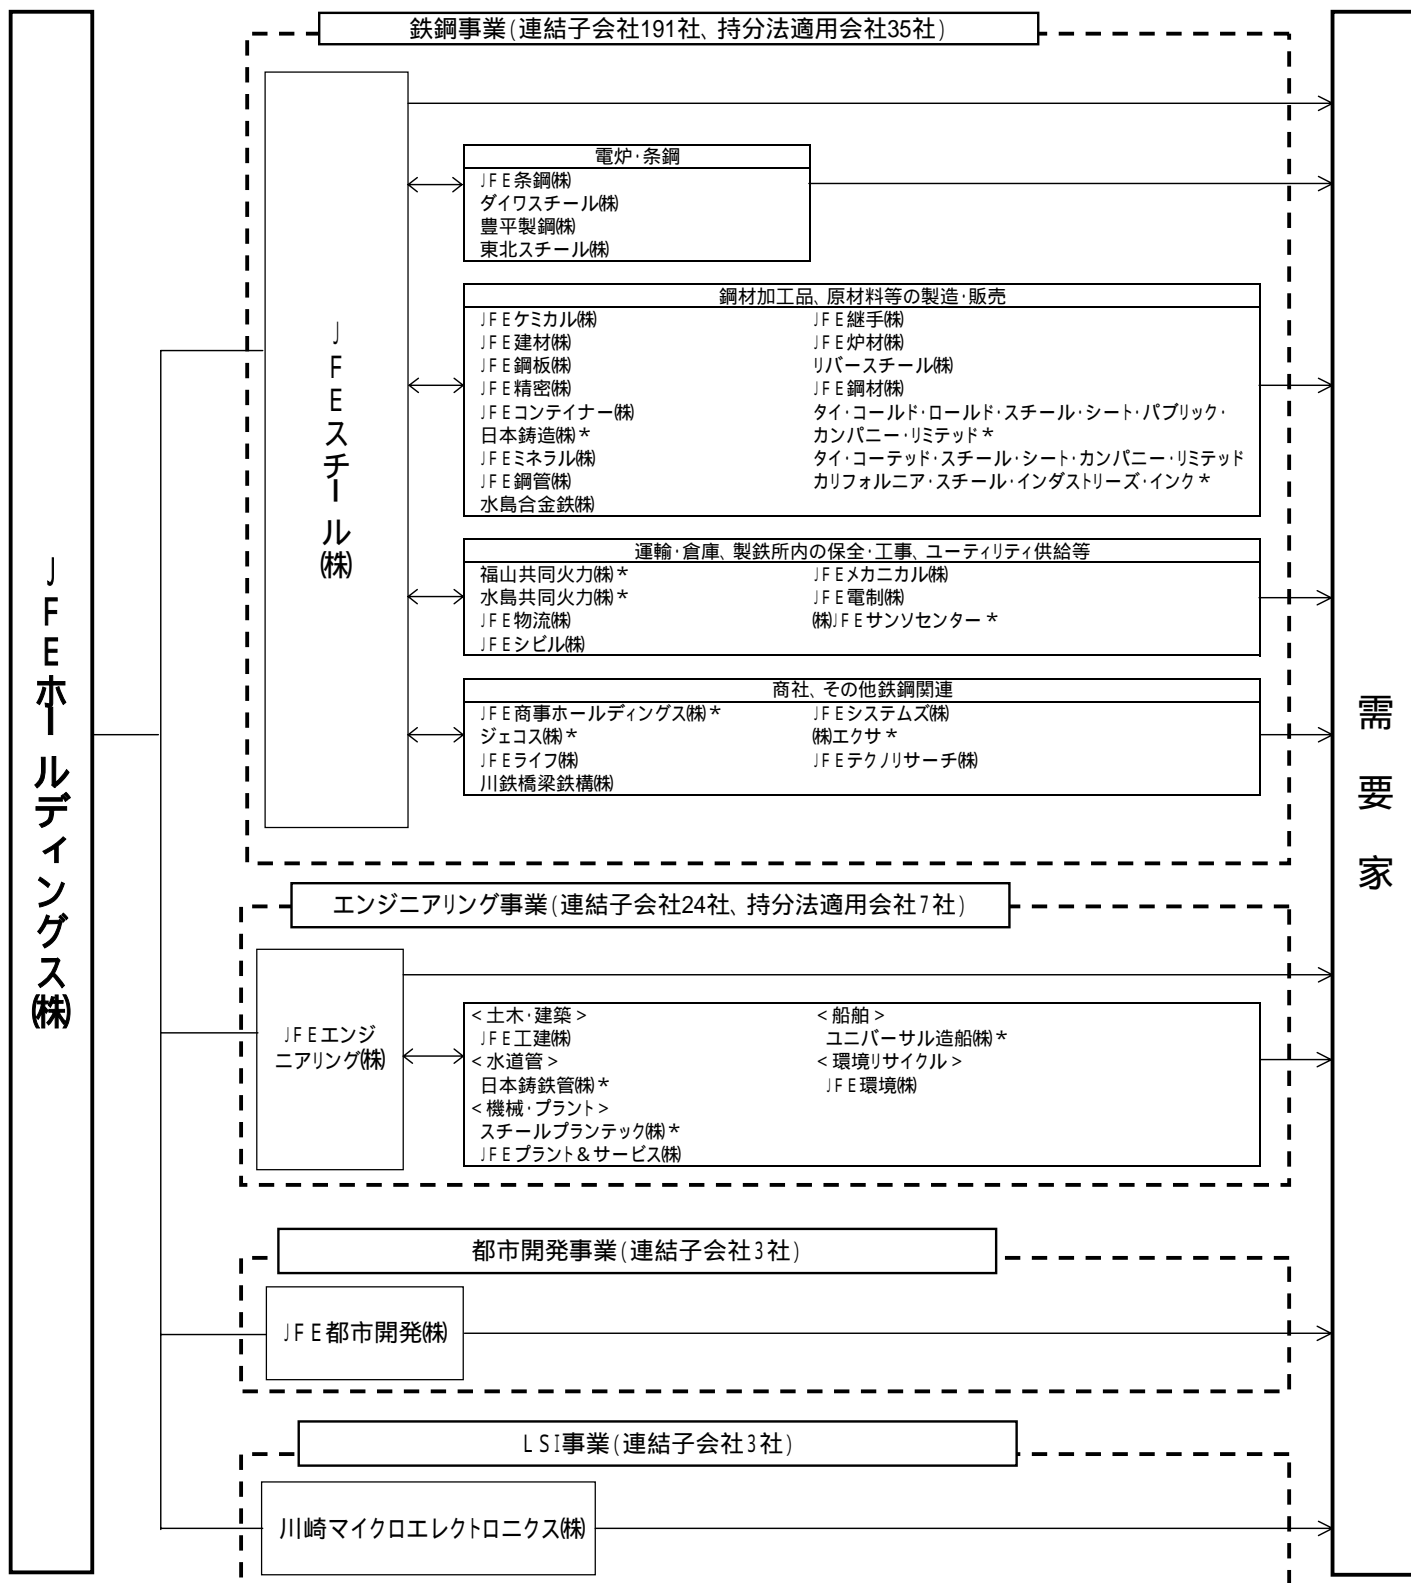 JFEホールディングス㈱
鉄鋼事業(連結子会社191社、持分法適用会社35社)
JFEスチール㈱
電炉・条鋼
JFE条鋼㈱
ダイワスチール㈱
豊平製鋼㈱
東北スチール㈱
鋼材加工品、原材料等の製造・販売
JFEケミカル㈱
JFE建材㈱
JFE鋼板㈱
JFE精密㈱
JFEコンテイナー㈱
日本鋳造㈱*
JFEミネラル㈱
JFE鋼管㈱
水島合金鉄㈱
JFE継手㈱
JFE炉材㈱
リバースチール㈱
JFE鋼材㈱
タイ・コールド・ロールド・スチール・シート・パブリック・
カンパニー・リミテッド*
タイ・コーテッド・スチール・シート・カンパニー・リミテッド
カリフォルニア・スチール・インダストリーズ・インク*
運輸・倉庫、製鉄所内の保全・工事、ユーティリティ供給等
福山共同火力㈱*
水島共同火力㈱*
JFE物流㈱
JFEシビル㈱
JFEメカニカル㈱
JFE電制㈱
㈱JFEサンソセンター*
商社、その他鉄鋼関連
JFE商事ホールディングス㈱*
ジェコス㈱*
JFEライフ㈱
川鉄橋梁鉄構㈱
JFEシステムズ㈱
㈱エクサ*
JFEテクノリサーチ㈱
エンジニアリング事業(連結子会社24社、持分法適用会社7社)
JFEエンジ
ニアリング㈱
<土木・建築>
JFE工建㈱
<水道管>
日本鋳鉄管㈱*
<機械・プラント>
スチールプランテック㈱*
JFEプラント&サービス㈱
<船舶>
ユニバーサル造船㈱*
<環境リサイクル>
JFE環境㈱
都市開発事業(連結子会社3社)
JFE都市開発㈱
LSI事業(連結子会社3社)
川崎マイクロエレクトロニクス㈱
需要家